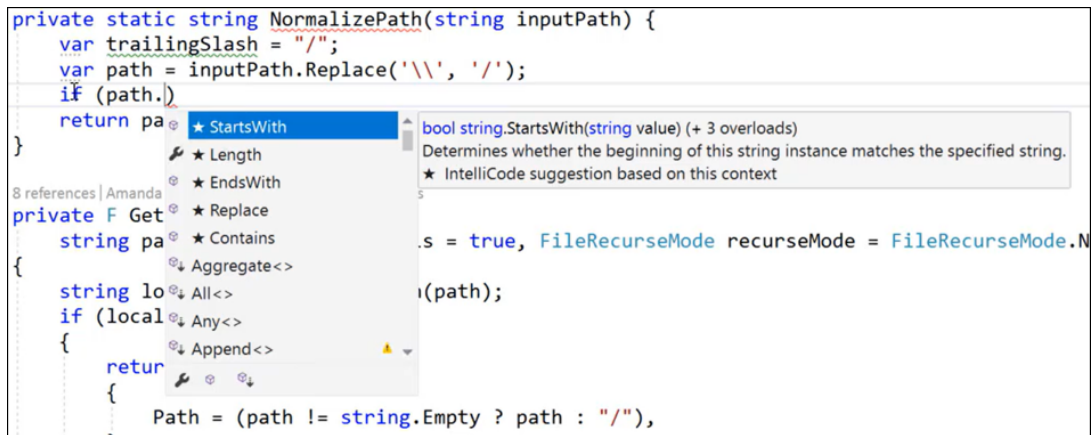 private static string NormalizePath(string inputPath) {
var trailingSlash = "/";
var path = inputPath.Replace('\\', '/');
if (path.)
return pa
}
★ StartsWith
★ Length
★ EndsWith
★ Replace
★ Contains
Aggregate<>
All<>
Any<>
Append<>
bool string.StartsWith(string value) (+ 3 overloads)
Determines whether the beginning of this string instance matches the specified string.
★ IntelliCode suggestion based on this context
8 references | Amanda s
private F Get
string pa s = true, FileRecurseMode recurseMode = FileRecurseMode.N
{
string lo (path);
if (local
{
retur
{
Path = (path != string.Empty ? path : "/"),